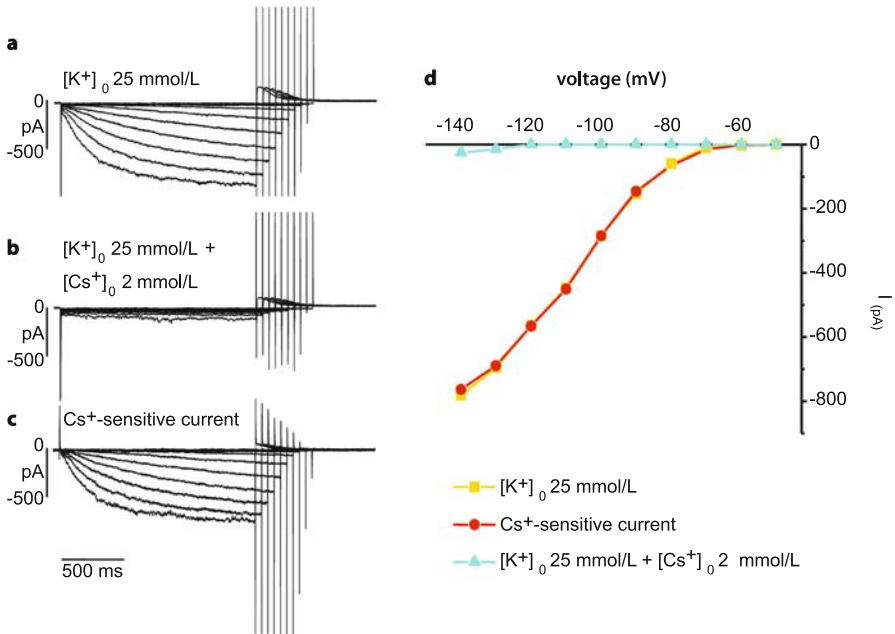 a
[K⁺]₀ 25 mmol/L
0
pA
-500
b
[K⁺]₀ 25 mmol/L +
[Cs⁺]₀ 2 mmol/L
0
pA
-500
c
Cs⁺-sensitive current
0
pA
-500
500 ms
d
voltage (mV)
-140 -120 -100 -80 -60
0
-200
-400
-600
-800
I (pA)
[K⁺]₀ 25 mmol/L
Cs⁺-sensitive current
[K⁺]₀ 25 mmol/L + [Cs⁺]₀ 2 mmol/L